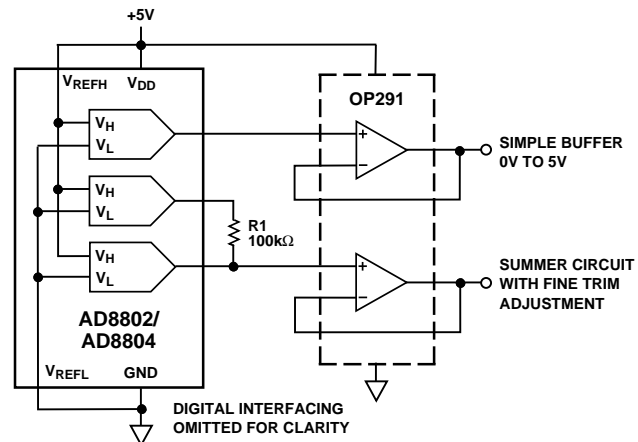 +5V
VREFH
VDD
OP291
VH
VL
+
−
SIMPLE BUFFER
0V TO 5V
VH
VL
R1
100kΩ
VH
VL
+
−
SUMMER CIRCUIT
WITH FINE TRIM
ADJUSTMENT
AD8802/
AD8804
VREFL
GND
DIGITAL INTERFACING
OMITTED FOR CLARITY